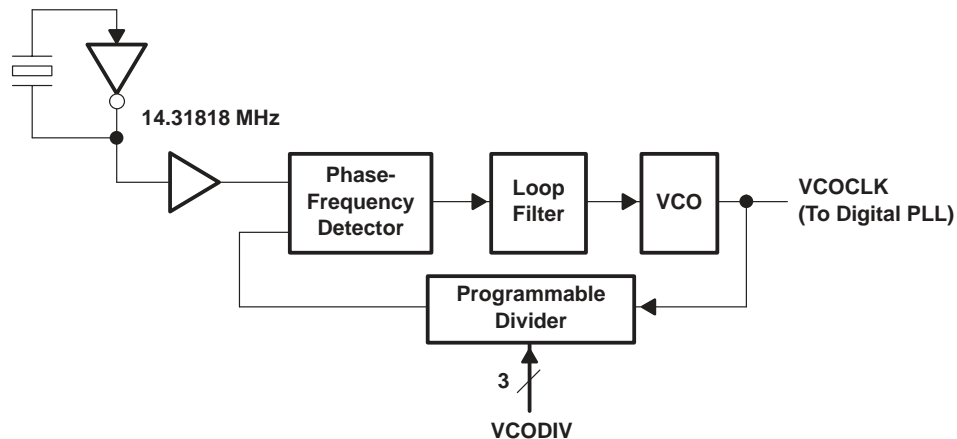 14.31818 MHz
Phase-
Frequency
Detector
Loop
Filter
VCO
VCOCLK
(To Digital PLL)
Programmable
Divider
3
VCODIV